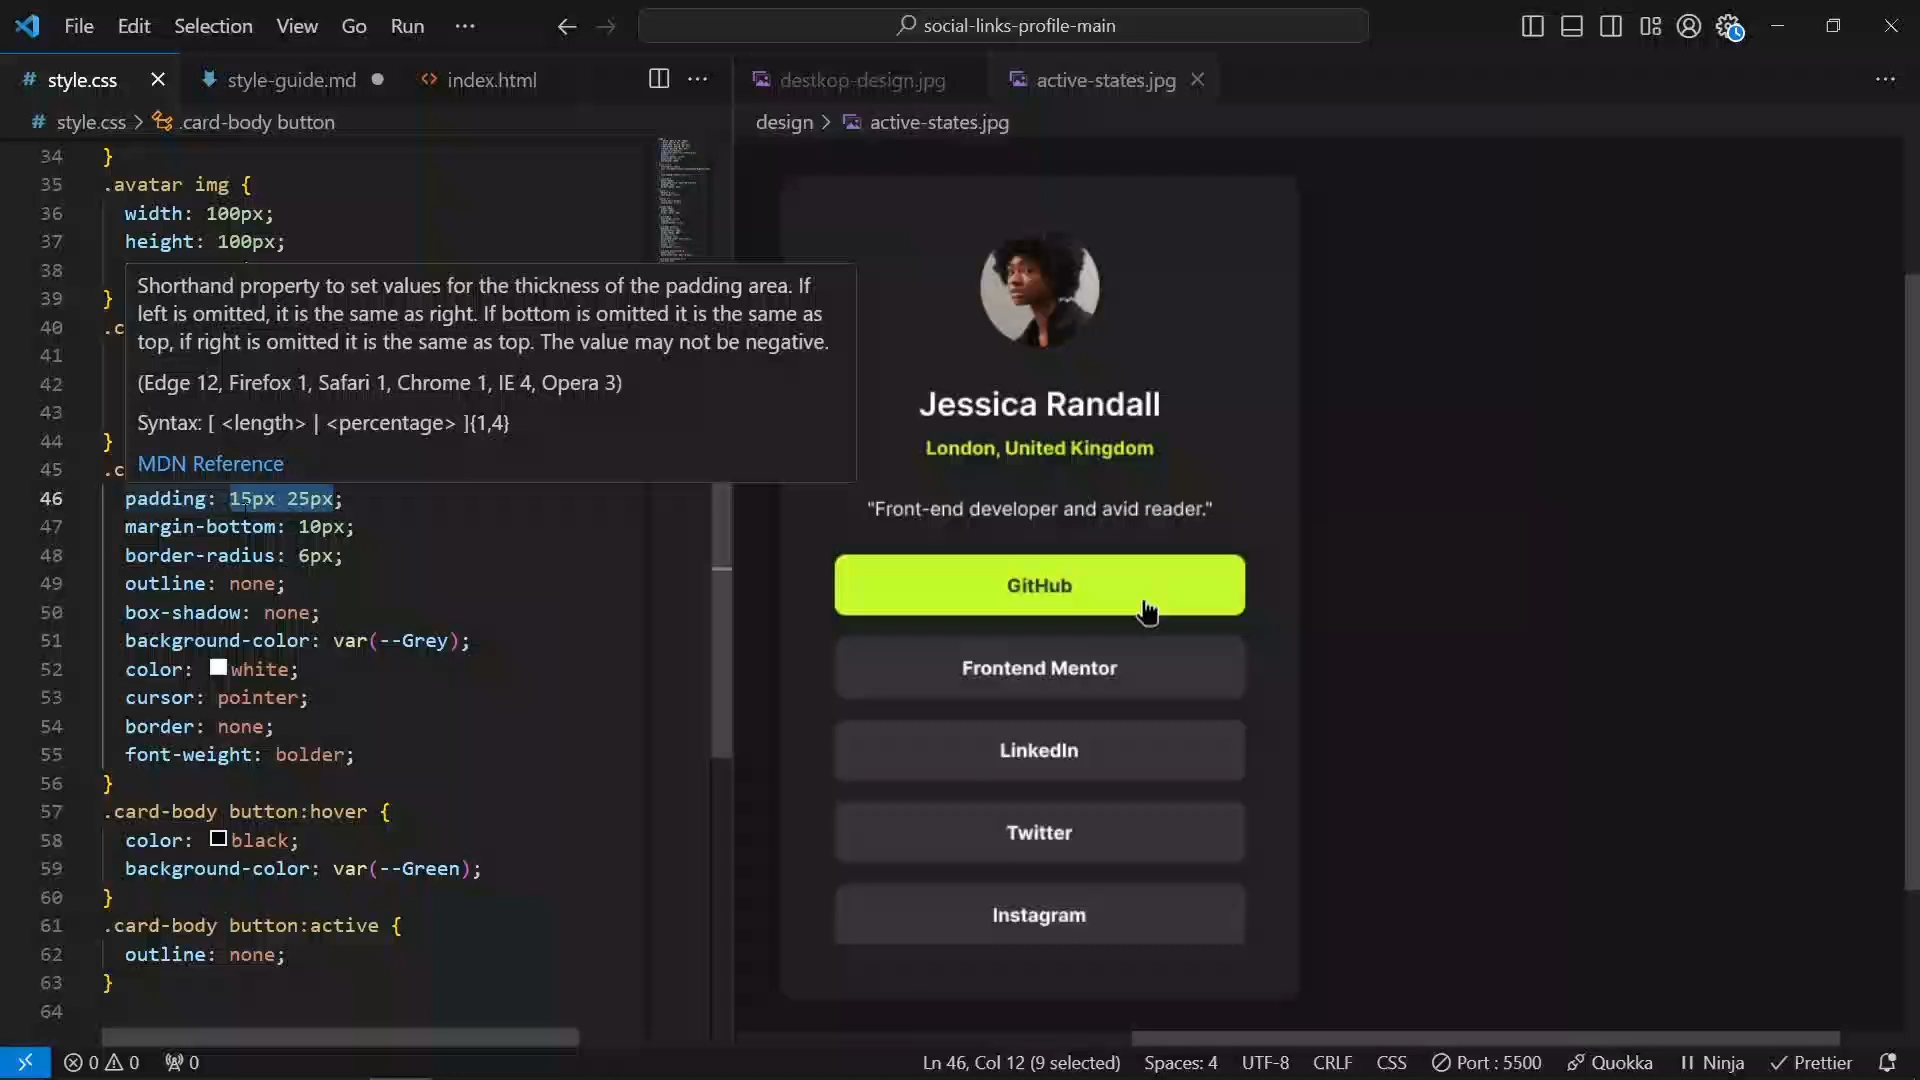 File Edit Selection View Go Run ···
social-links-profile-main
# style.css
style-guide.md
<> index.html
destkop-design.jpg
active-states.jpg
# style.css > .card-body button
design > active-states.jpg
34 }
35 .avatar img {
36 width: 100px;
37 height: 100px;
38
39 }
40 .c
41
42
43
44 }
45 .c
Shorthand property to set values for the thickness of the padding area. If
left is omitted, it is the same as right. If bottom is omitted it is the same as
top, if right is omitted it is the same as top. The value may not be negative.
(Edge 12, Firefox 1, Safari 1, Chrome 1, IE 4, Opera 3)
Syntax: [ <length> | <percentage> ]{1,4}
MDN Reference
46 padding: 15px 25px;
47 margin-bottom: 10px;
48 border-radius: 6px;
49 outline: none;
50 box-shadow: none;
51 background-color: var(--Grey);
52 color: white;
53 cursor: pointer;
54 border: none;
55 font-weight: bolder;
56 }
57 .card-body button:hover {
58 color: black;
59 background-color: var(--Green);
60 }
61 .card-body button:active {
62 outline: none;
63 }
64
Jessica Randall
London, United Kingdom
"Front-end developer and avid reader."
GitHub
Frontend Mentor
LinkedIn
Twitter
Instagram
0 0 0
Ln 46, Col 12 (9 selected) Spaces: 4 UTF-8 CRLF CSS Port : 5500 Quokka Ninja Prettier